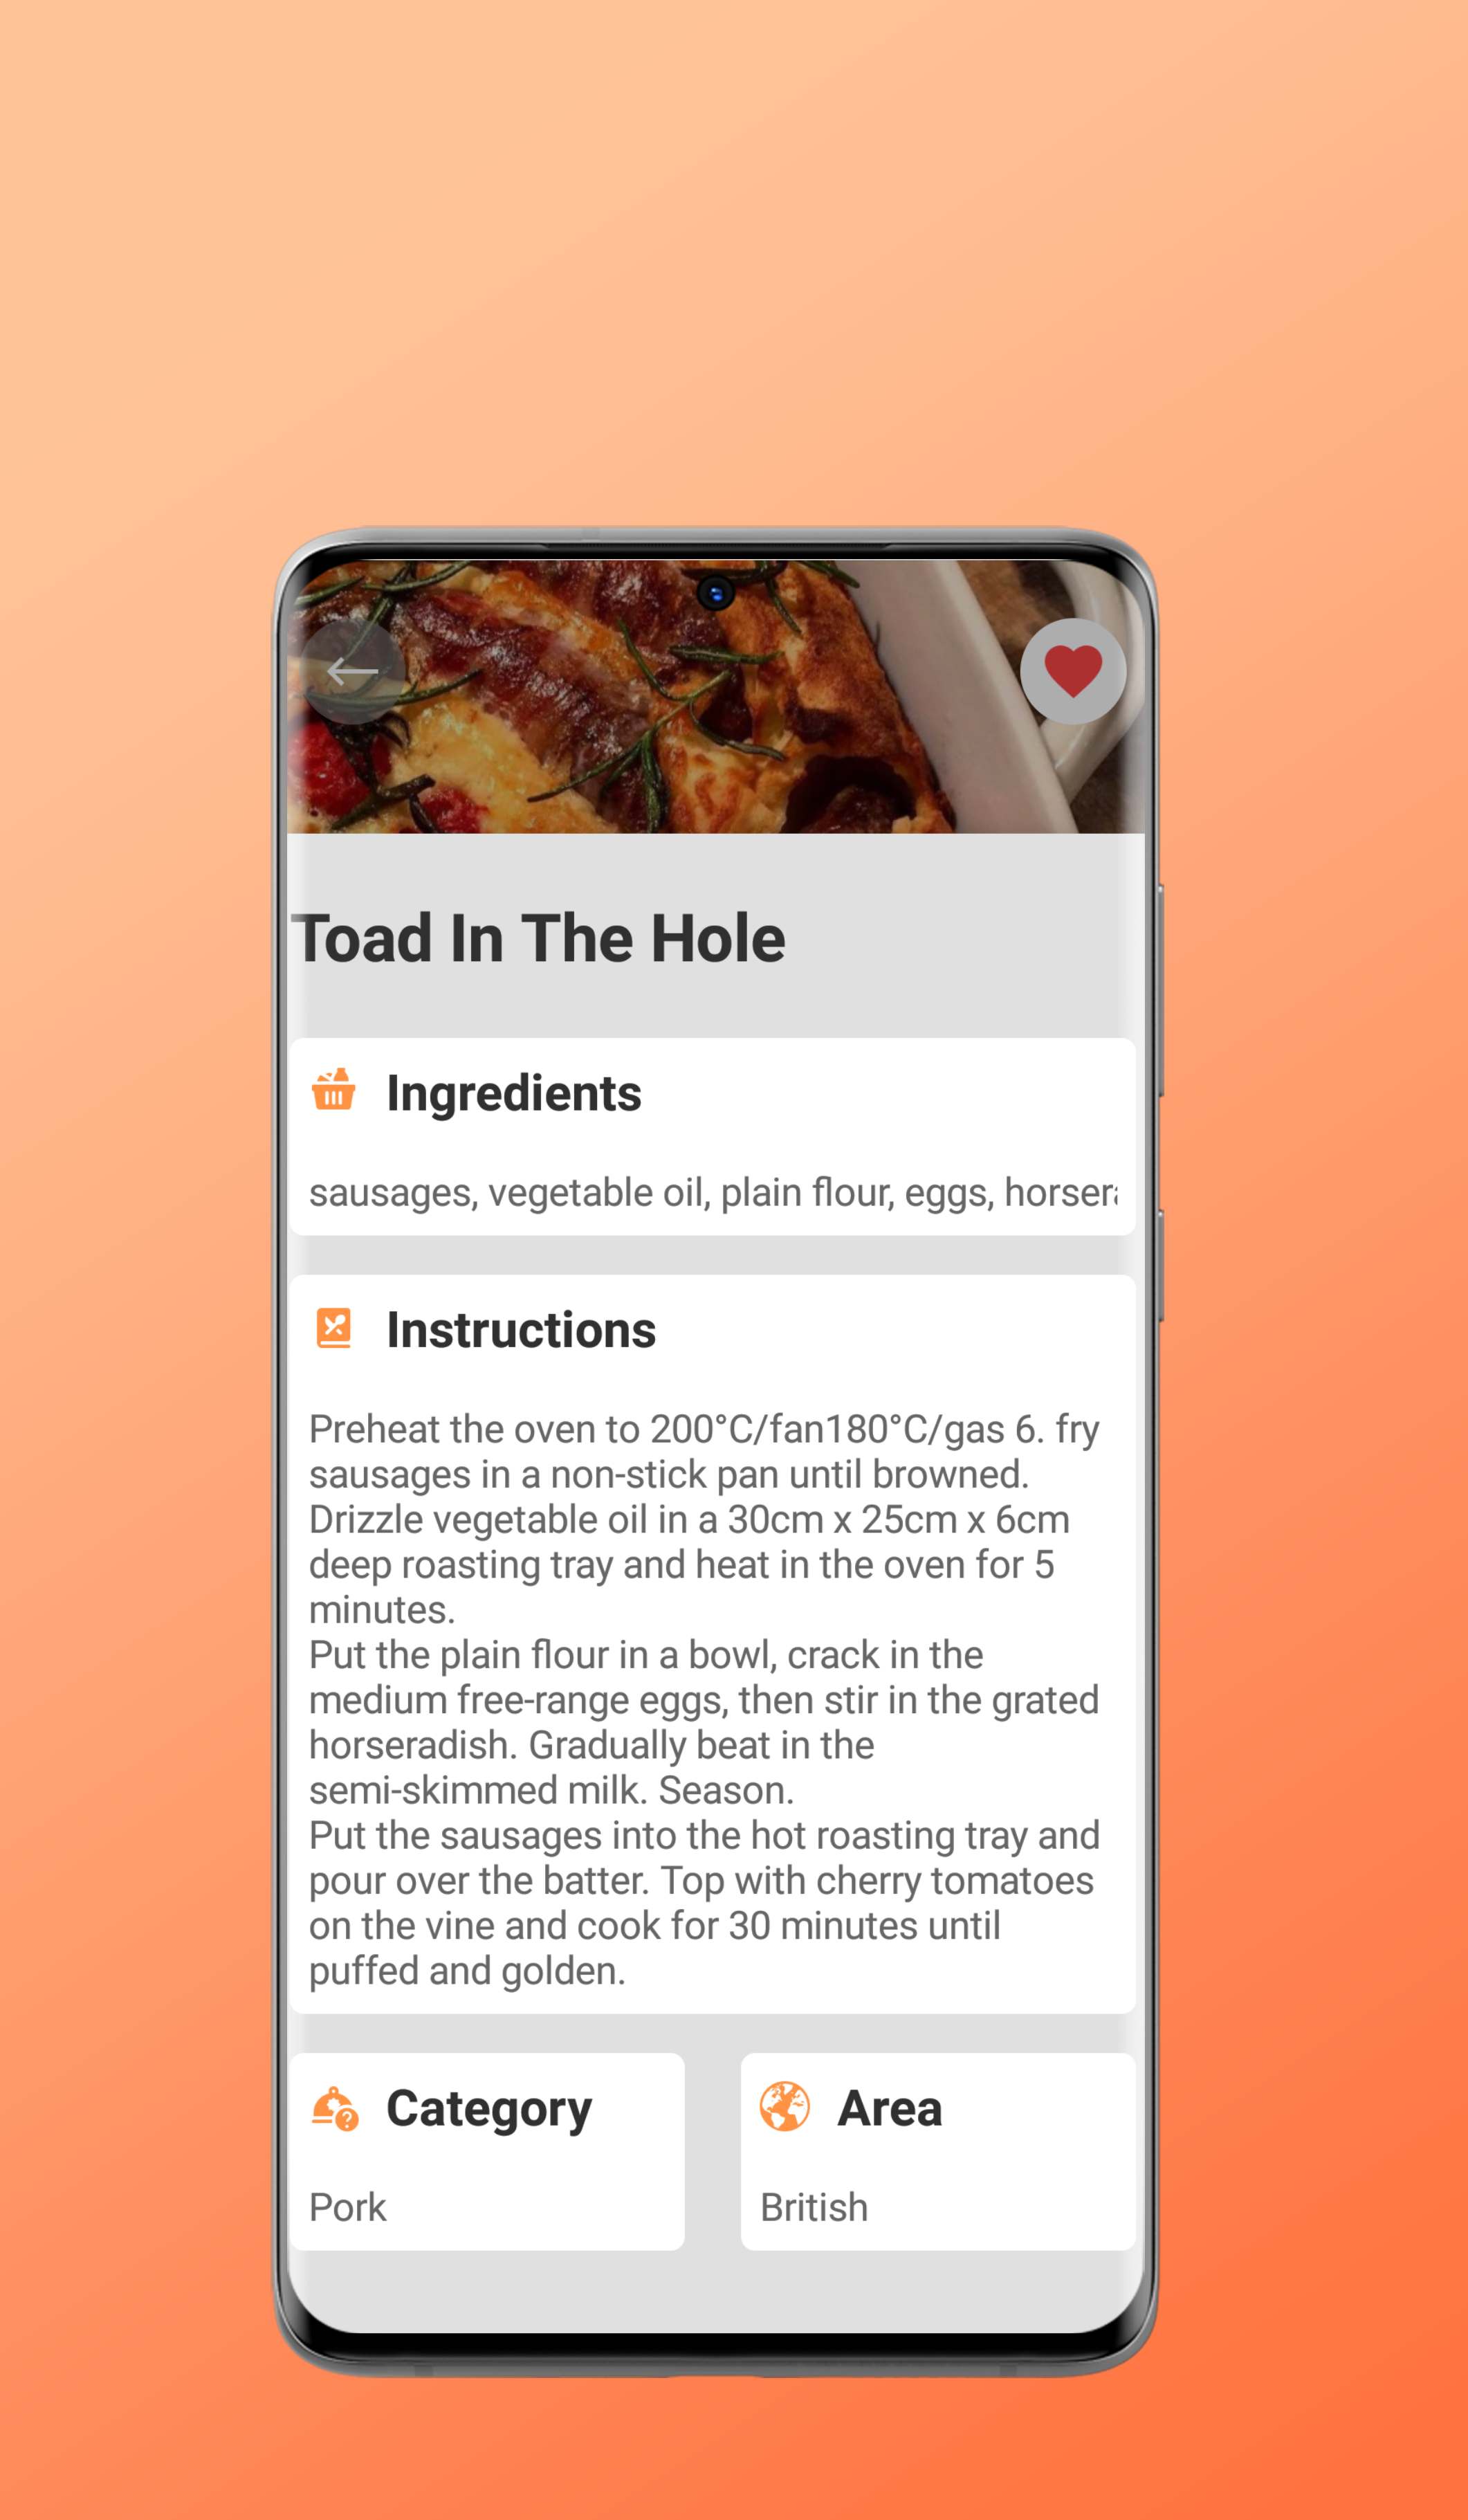 Toad In The Hole
Ingredients
sausages, vegetable oil, plain flour, eggs,
Instructions
Preheat the oven to 200°C/fan180°C/gas 6. fry
sausages in a non-stick pan until browned.
Drizzle vegetable oil in a 30cm x 25cm x 6cm
deep roasting tray and heat in the oven for 5
minutes.
Put the plain flour in a bowl, crack in the
medium free-range eggs, then stir in the grated
horseradish. Gradually beat in the
semi-skimmed milk. Season.
Put the sausages into the hot roasting tray and
pour over the batter. Top with cherry tomatoes
on the vine and cook for 30 minutes until
puffed and golden.
Category
Area
Pork
British